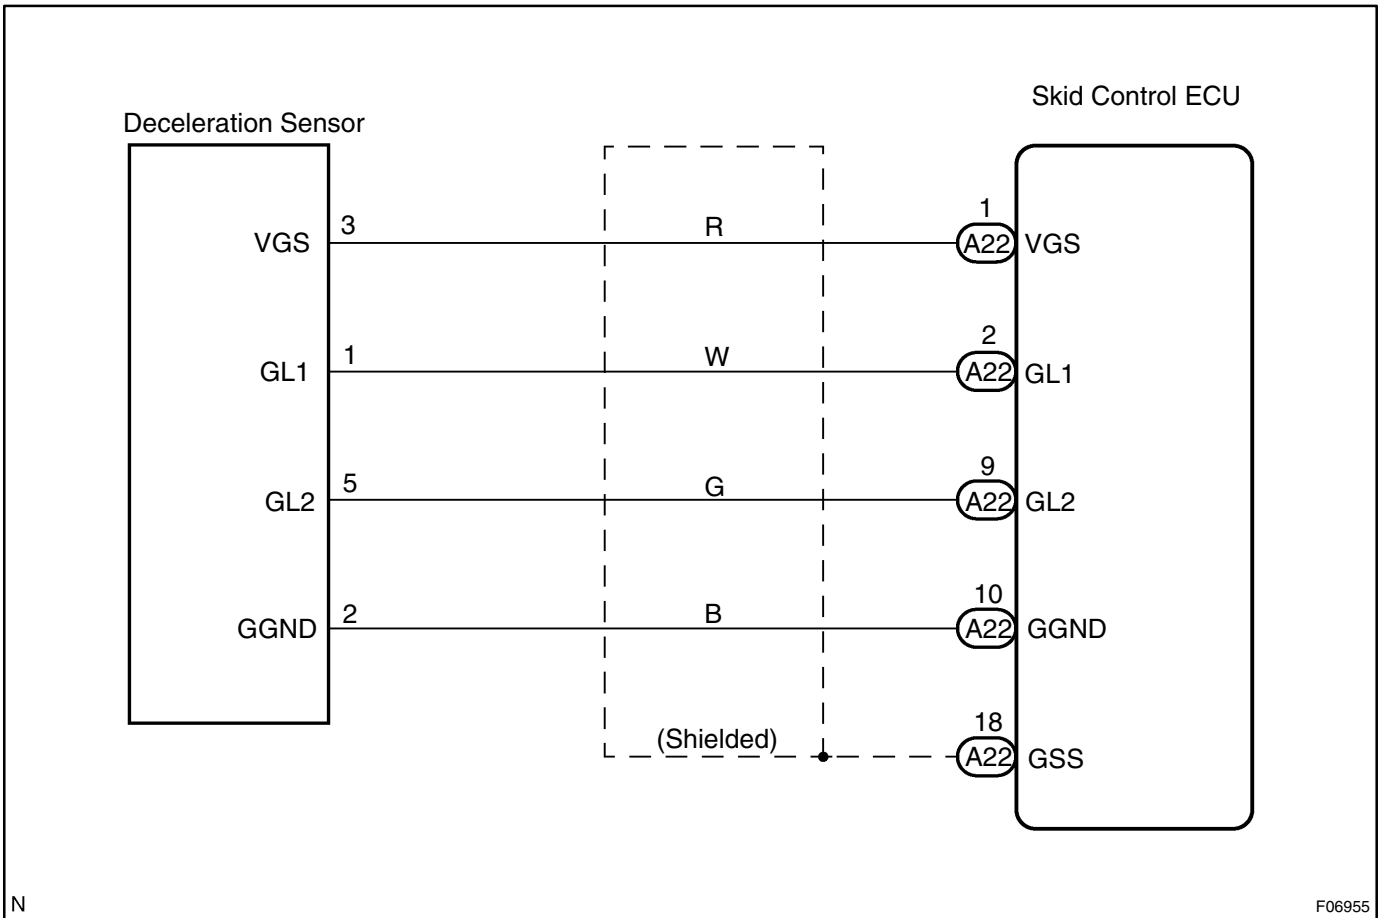 Skid Control ECU
Deceleration Sensor
VGS 3 R 1 A22 VGS
GL1 1 W 2 A22 GL1
GL2 5 G 9 A22 GL2
GGND 2 B 10 A22 GGND
(Shielded) 18 A22 GSS
N F06955